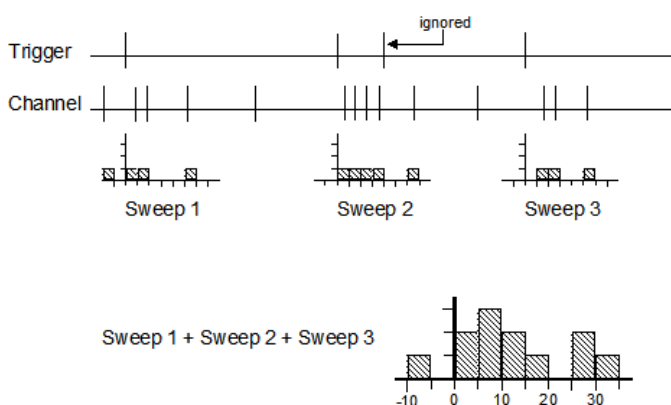 ignored
Trigger
Channel
Sweep 1 Sweep 2 Sweep 3
Sweep 1 + Sweep 2 + Sweep 3
-10 0 10 20 30